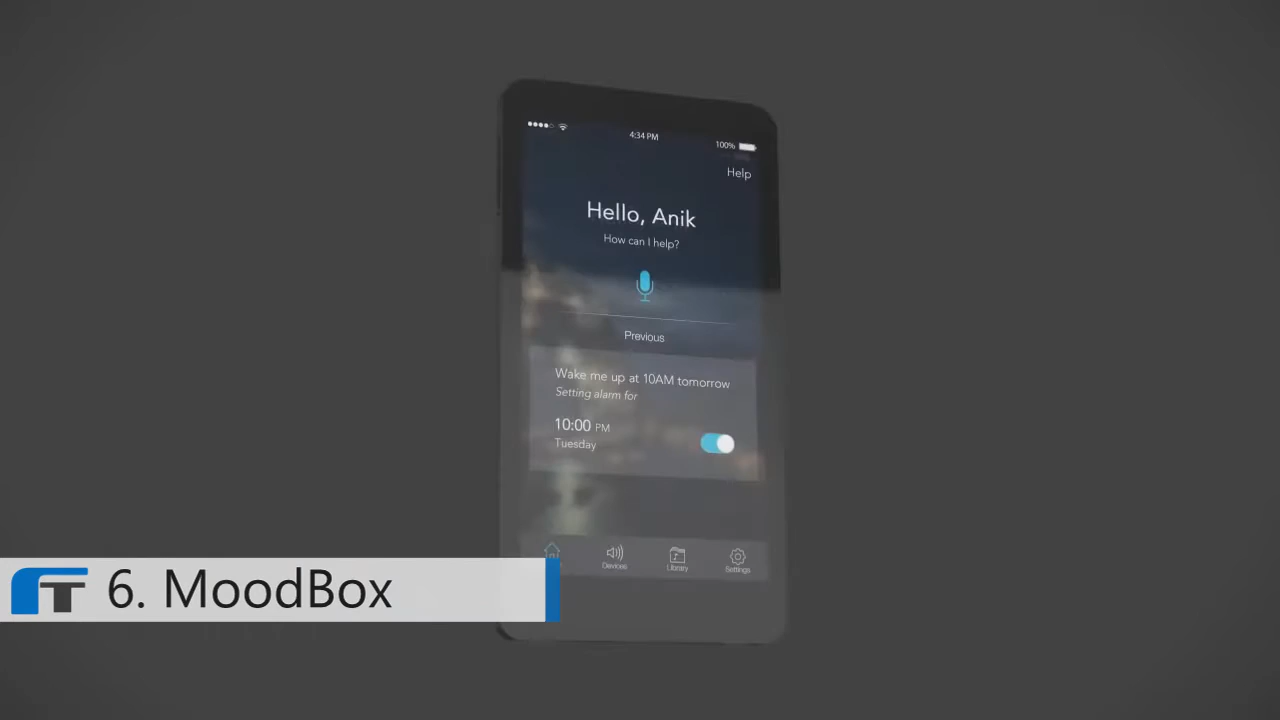 4:34 PM
100%
Help
Hello, Anik
How can I help?
Previous
Wake me up at 10AM tomorrow
Setting alarm for
10:00 PM
Tuesday
Devices
Library
Settings
6. MoodBox